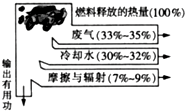 燃料释放的热量(100%)
废气(33%~35%)
冷却水(30%~32%)
摩擦与辐射(7%~9%)
输出有用功